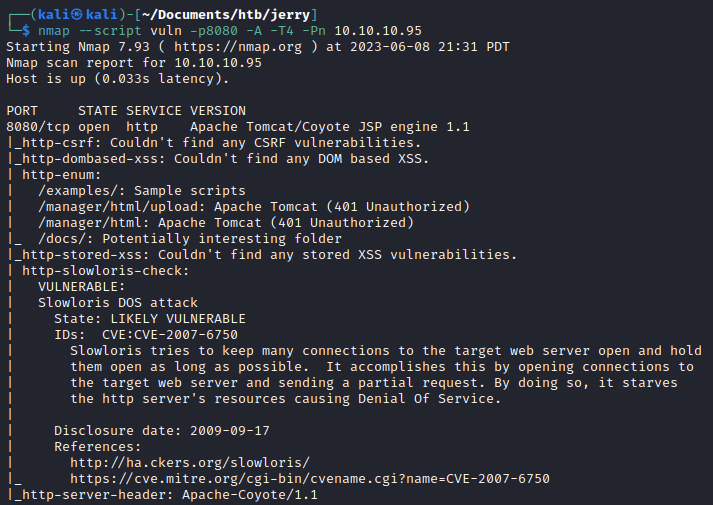 ┌──(kali㉿kali)-[~/Documents/htb/jerry]
└─$ nmap --script vuln -p8080 -A -T4 -Pn 10.10.10.95
Starting Nmap 7.93 ( https://nmap.org ) at 2023-06-08 21:31 PDT
Nmap scan report for 10.10.10.95
Host is up (0.033s latency).

PORT     STATE SERVICE VERSION
8080/tcp open  http    Apache Tomcat/Coyote JSP engine 1.1
|_http-csrf: Couldn't find any CSRF vulnerabilities.
|_http-dombased-xss: Couldn't find any DOM based XSS.
| http-enum:
|   /examples/: Sample scripts
|   /manager/html/upload: Apache Tomcat (401 Unauthorized)
|   /manager/html: Apache Tomcat (401 Unauthorized)
|_  /docs/: Potentially interesting folder
|_http-stored-xss: Couldn't find any stored XSS vulnerabilities.
| http-slowloris-check:
|   VULNERABLE:
|   Slowloris DOS attack
|     State: LIKELY VULNERABLE
|     IDs:  CVE:CVE-2007-6750
|       Slowloris tries to keep many connections to the target web server open and hold
|       them open as long as possible.  It accomplishes this by opening connections to
|       the target web server and sending a partial request. By doing so, it starves
|       the http server's resources causing Denial Of Service.
|
|     Disclosure date: 2009-09-17
|     References:
|       http://ha.ckers.org/slowloris/
|_      https://cve.mitre.org/cgi-bin/cvename.cgi?name=CVE-2007-6750
|_http-server-header: Apache-Coyote/1.1